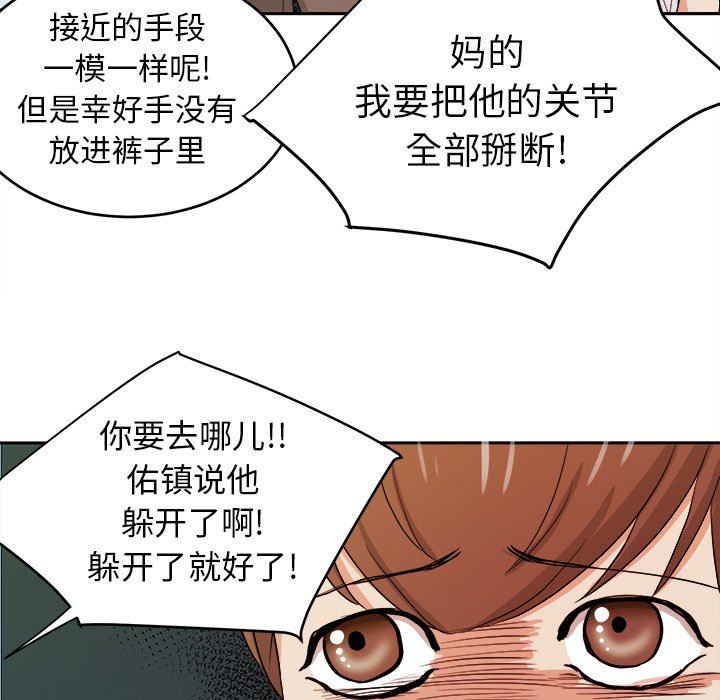 接近的手段
一模一样呢!
但是幸好手没有
放进裤子里
妈的
我要把他的关节
全部掰断!
你要去哪儿!!
佑镇说他
躲开了啊!
躲开了就好了!